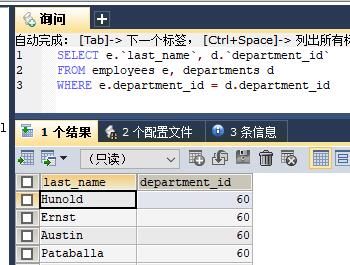 询问
自动完成: [Tab]-> 下一个标签, [Ctrl+Space]-> 列出所有标
1 SELECT e.`last_name`, d.`department_id`
2 FROM employees e, departments d
3 WHERE e.department_id = d.department_id
1
1 个结果 2 个配置文件 3 条信息
(只读)
last_name department_id
Hunold 60
Ernst 60
Austin 60
Pataballa 60